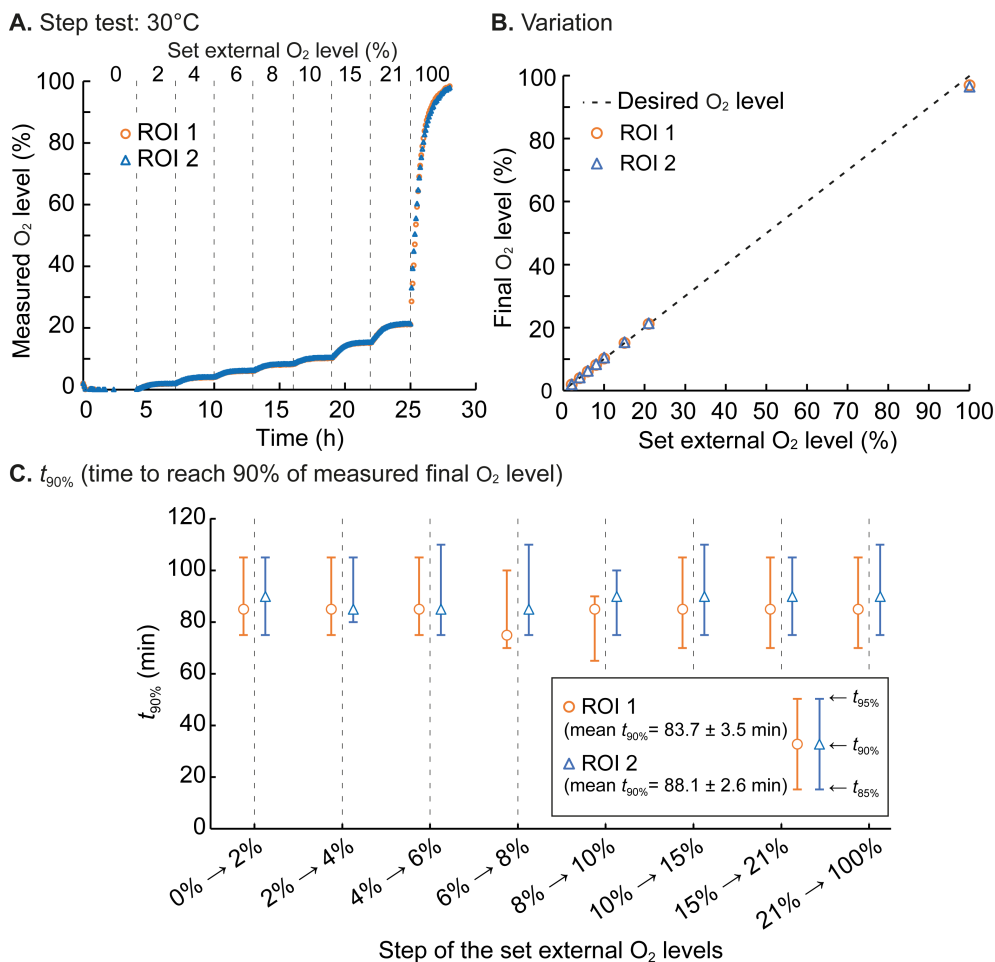 A. Step test: 30°C
Set external O₂ level (%)
0 2 4 6 8 10 15 21 100
Measured O₂ level (%)
100
80
60
40
20
0
ROI 1
ROI 2
0 5 10 15 20 25 30
Time (h)
B. Variation
Final O₂ level (%)
100
80
60
40
20
0
Desired O₂ level
ROI 1
ROI 2
0 10 20 30 40 50 60 70 80 90 100
Set external O₂ level (%)
C. t90% (time to reach 90% of measured final O₂ level)
t90% (min)
120
100
80
60
40
20
0
ROI 1
(mean t90%= 83.7 ± 3.5 min)
ROI 2
(mean t90%= 88.1 ± 2.6 min)
← t95%
← t90%
← t85%
0% → 2%
2% → 4%
4% → 6%
6% → 8%
8% → 10%
10% → 15%
15% → 21%
21% → 100%
Step of the set external O₂ levels